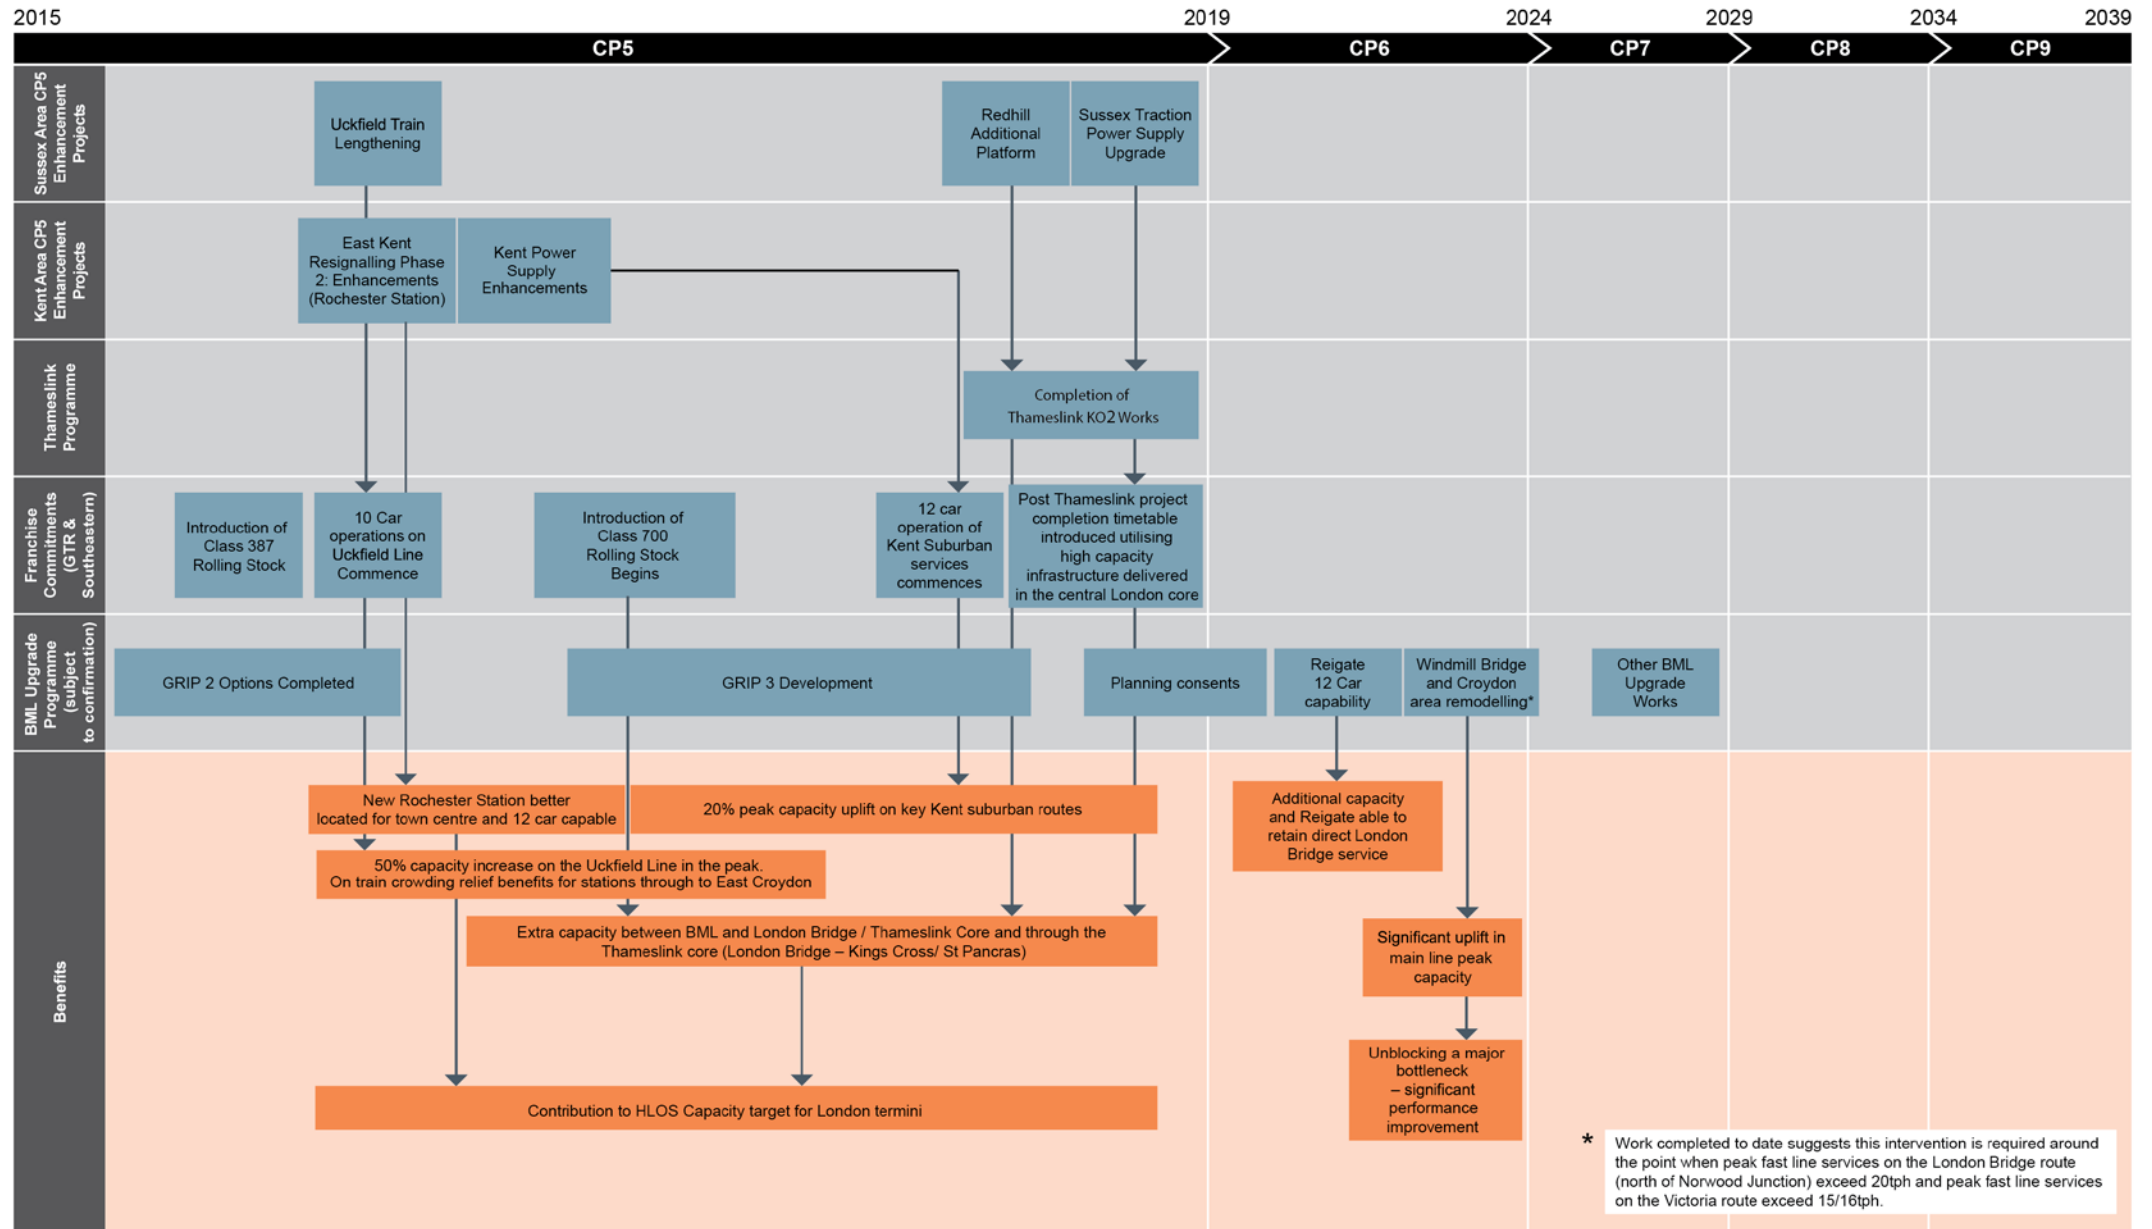 2015
2019
2024
2029
2034
2039
CP5
CP6
CP7
CP8
CP9
Sussex Area CP5
Enhancement
Projects
Uckfield Train
Lengthening
Redhill
Additional
Platform
Sussex Traction
Power Supply
Upgrade
Kent Area CP5
Enhancement
Projects
East Kent
Resignalling Phase
2: Enhancements
(Rochester Station)
Kent Power
Supply
Enhancements
Thameslink
Programme
Completion of
Thameslink KO2 Works
Franchise
Commitments
(GTR &
Southeastern)
Introduction of
Class 387
Rolling Stock
10 Car
operations on
Uckfield Line
Commence
Introduction of
Class 700
Rolling Stock
Begins
12 car
operation of
Kent Suburban
services
commences
Post Thameslink project
completion timetable
introduced utilising
high capacity
infrastructure delivered
in the central London core
BML Upgrade
Programme
(subject
to confirmation)
GRIP 2 Options Completed
GRIP 3 Development
Planning consents
Reigate
12 Car
capability
Windmill Bridge
and Croydon
area remodelling*
Other BML
Upgrade
Works
Benefits
New Rochester Station better
located for town centre and 12 car capable
20% peak capacity uplift on key Kent suburban routes
Additional capacity
and Reigate able to
retain direct London
Bridge service
50% capacity increase on the Uckfield Line in the peak.
On train crowding relief benefits for stations through to East Croydon
Extra capacity between BML and London Bridge / Thameslink Core and through the
Thameslink core (London Bridge – Kings Cross/ St Pancras)
Significant uplift in
main line peak
capacity
Unblocking a major
bottleneck
– significant
performance
improvement
Contribution to HLOS Capacity target for London termini
* Work completed to date suggests this intervention is required around
the point when peak fast line services on the London Bridge route
(north of Norwood Junction) exceed 20tph and peak fast line services
on the Victoria route exceed 15/16tph.